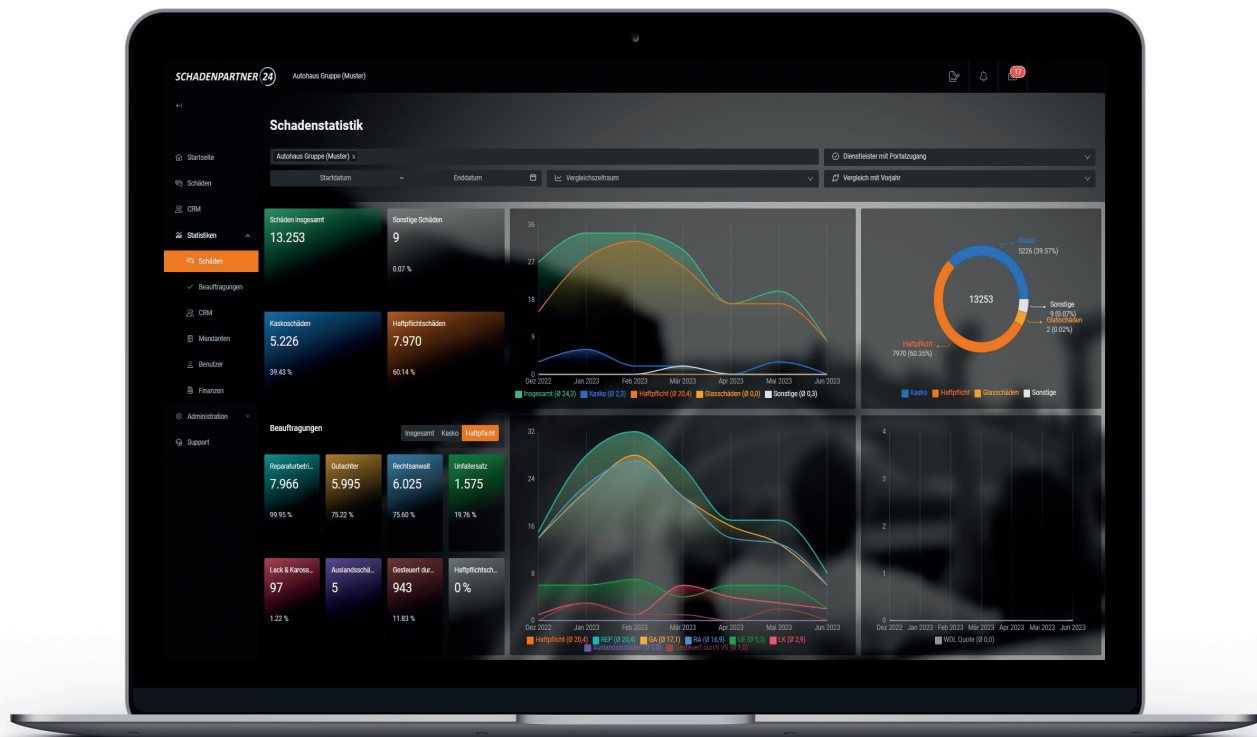 SCHADENPARTNER 24
Autohaus Gruppe (Muster)
17
Schadenstatistik
Startseite
Schäden
CRM
Statistiken
Schäden
Beauftragungen
CRM
Mandanten
Benutzer
Finanzen
Administration
Support
Autohaus Gruppe (Muster) x
Dienstleister mit Portalzugang
Startdatum ~ Enddatum
Vergleichszeitraum
Vergleich mit Vorjahr
Schäden insgesamt
13.253
Sonstige Schäden
9
0.07 %
Kaskoschäden
5.226
39.43 %
Haftpflichtschäden
7.970
60.14 %
36
27
18
9
0
Dez 2022 Jan 2023 Feb 2023 Mär 2023 Apr 2023 Mai 2023 Jun 2023
Insgesamt (Ø 24,3) Kasko (Ø 2,3) Haftpflicht (Ø 20,4) Glasschäden (Ø 0,0) Sonstige (Ø 0,3)
Kasko
5226 (39.57%)
13253
Sonstige
9 (0.07%)
Glasschäden
2 (0.02%)
Haftpflicht
7970 (60.35%)
Kasko Haftpflicht Glasschäden Sonstige
Beauftragungen
Insgesamt Kasko Haftpflicht
Reparaturbetri...
7.966
99.95 %
Gutachter
5.995
75.22 %
Rechtsanwalt
6.025
75.60 %
Unfallersatz
1.575
19.76 %
Lack & Kaross...
97
1.22 %
Auslandsschä...
5
Gesteuert dur...
943
11.83 %
Haftpflichtsch...
0 %
32
24
16
8
0
Dez 2022 Jan 2023 Feb 2023 Mär 2023 Apr 2023 Mai 2023 Jun 2023
Haftpflicht (Ø 20,4) REP (Ø 20,4) GA (Ø 17,1) RA (Ø 16,9) UE (Ø 5,3) LK (Ø 2,9)
Auslandsschäden (Ø 0,0) Gesteuert durch VS (Ø 1,0)
4
3
2
1
0
Dez 2022 Jan 2023 Feb 2023 Mär 2023 Apr 2023 Mai 2023 Jun 2023
WDL Quote (Ø 0,0)